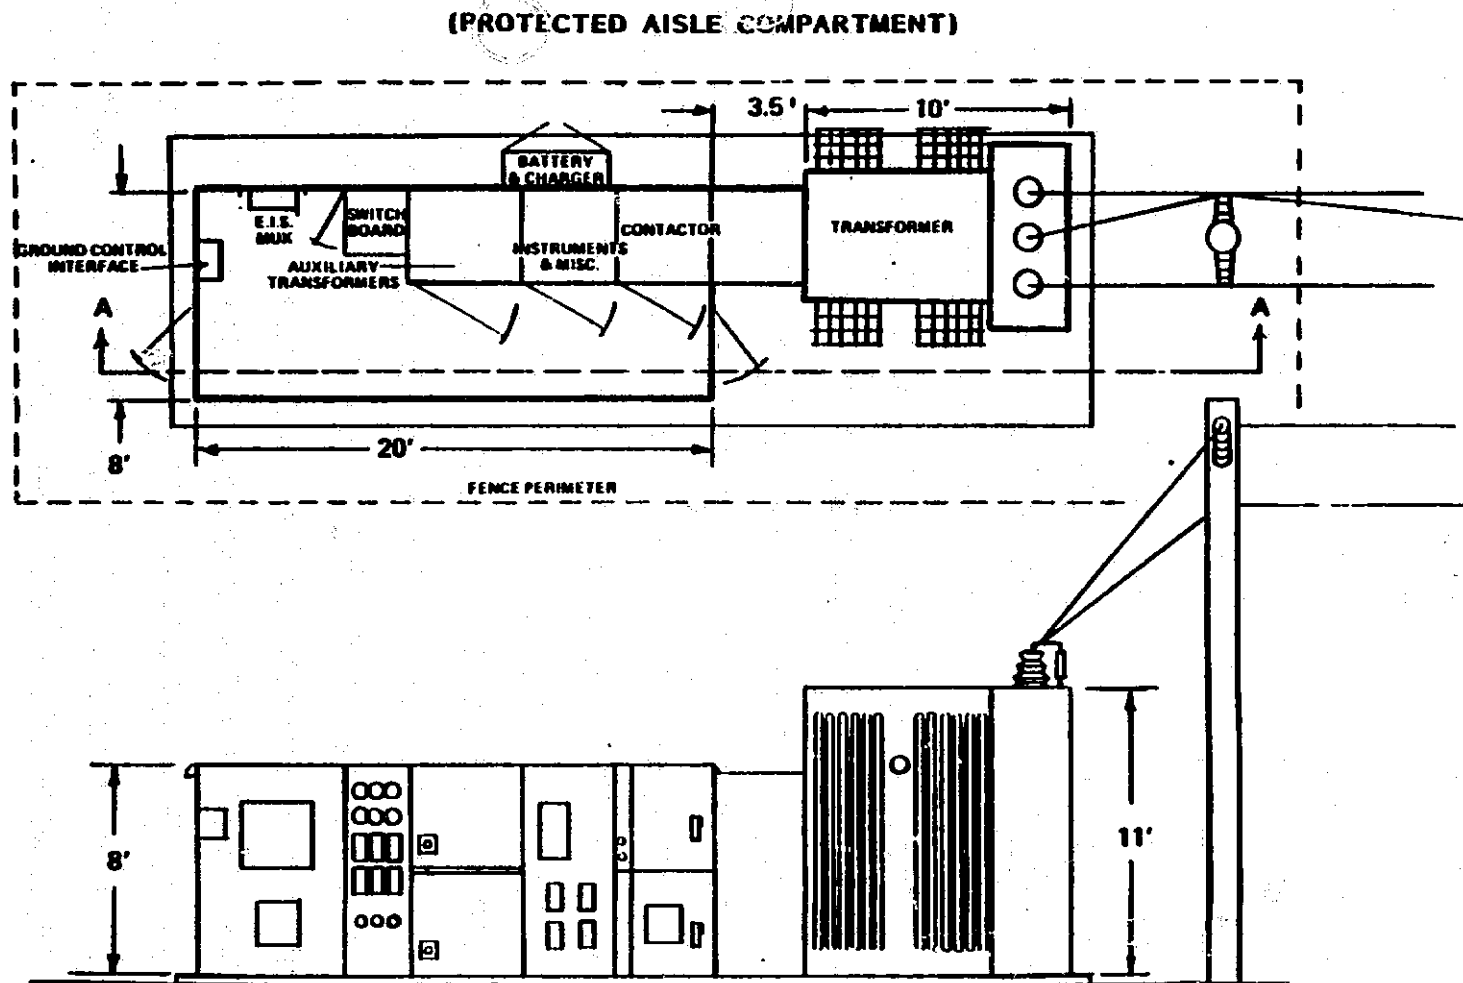 (PROTECTED AISLE COMPARTMENT)
3.5'
10'
BATTERY
& CHARGER
E.I.S.
MUX
SWITCH
BOARD
CONTACTOR
TRANSFORMER
GROUND CONTROL
INTERFACE
INSTRUMENTS
& MISC.
AUXILIARY
TRANSFORMERS
A
A
8'
20'
FENCE PERIMETER
8'
11'